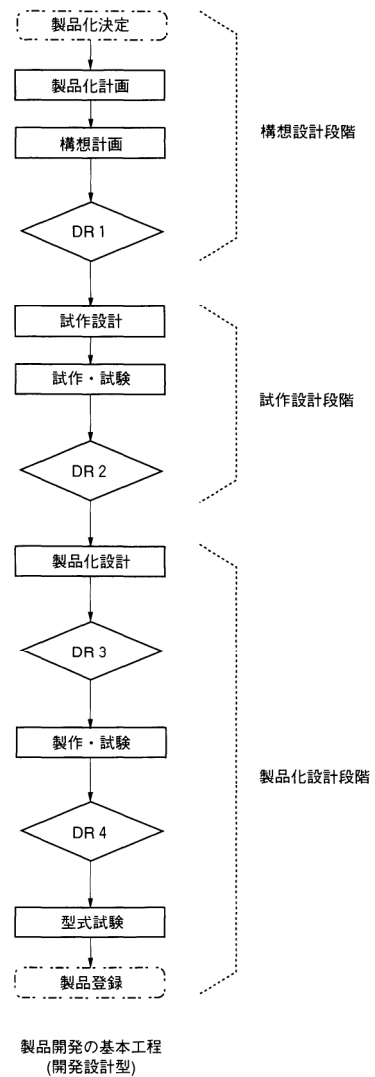 製品化決定
製品化計画
構想計画
DR 1
構想設計段階
試作設計
試作・試験
DR 2
試作設計段階
製品化設計
DR 3
製作・試験
DR 4
型式試験
製品登録
製品化設計段階
製品開発の基本工程
(開発設計型)